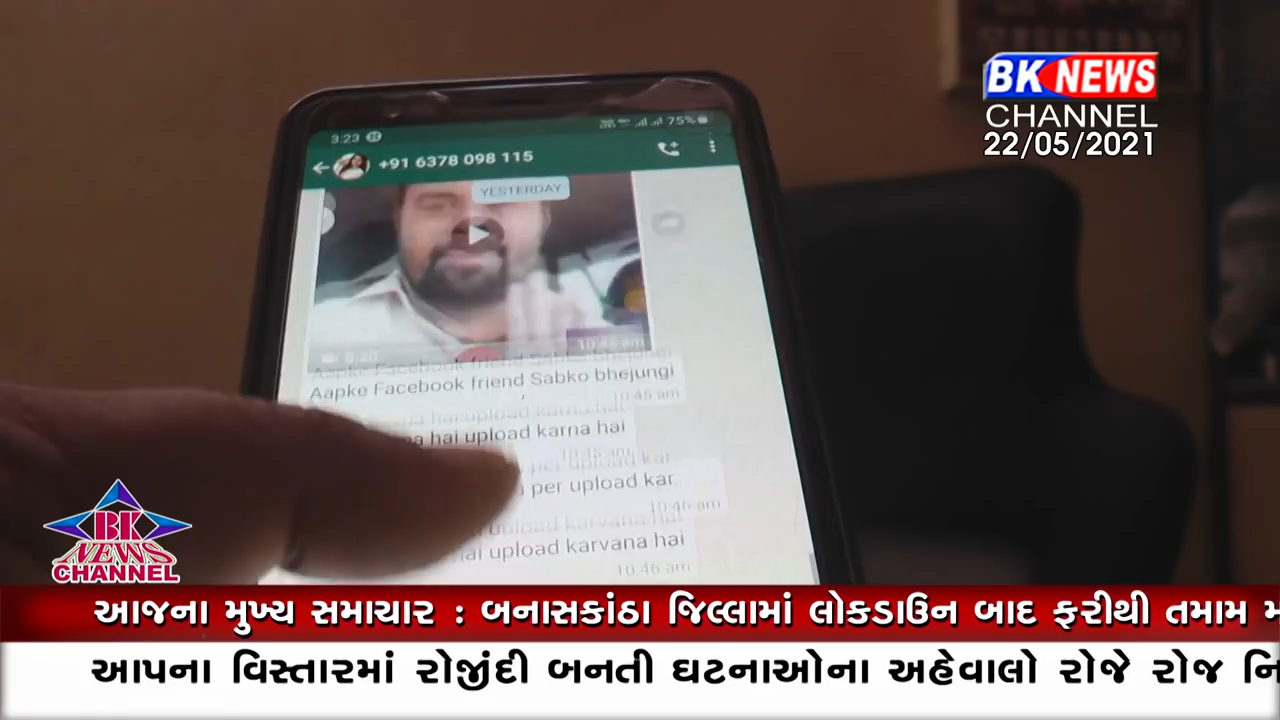 BK NEWS
CHANNEL
22/05/2021
3:23
75%
+91 6378 098 115
YESTERDAY
0:20
10:45 am
Aapke Facebook friend Sabko bhejungi
10:45 am
hai upload karna hai
10:45 am
per upload kar
10:46 am
upload karvana hai
10:46 am
BK
NEWS
CHANNEL
આજના મુખ્ય સમાચાર : બનાસકાંઠા જિલ્લામાં લોકડાઉન બાદ ફરીથી તમામ
આપના વિસ્તારમાં રોજીંદી બનતી ઘટનાઓના અહેવાલો રોજે રોજ